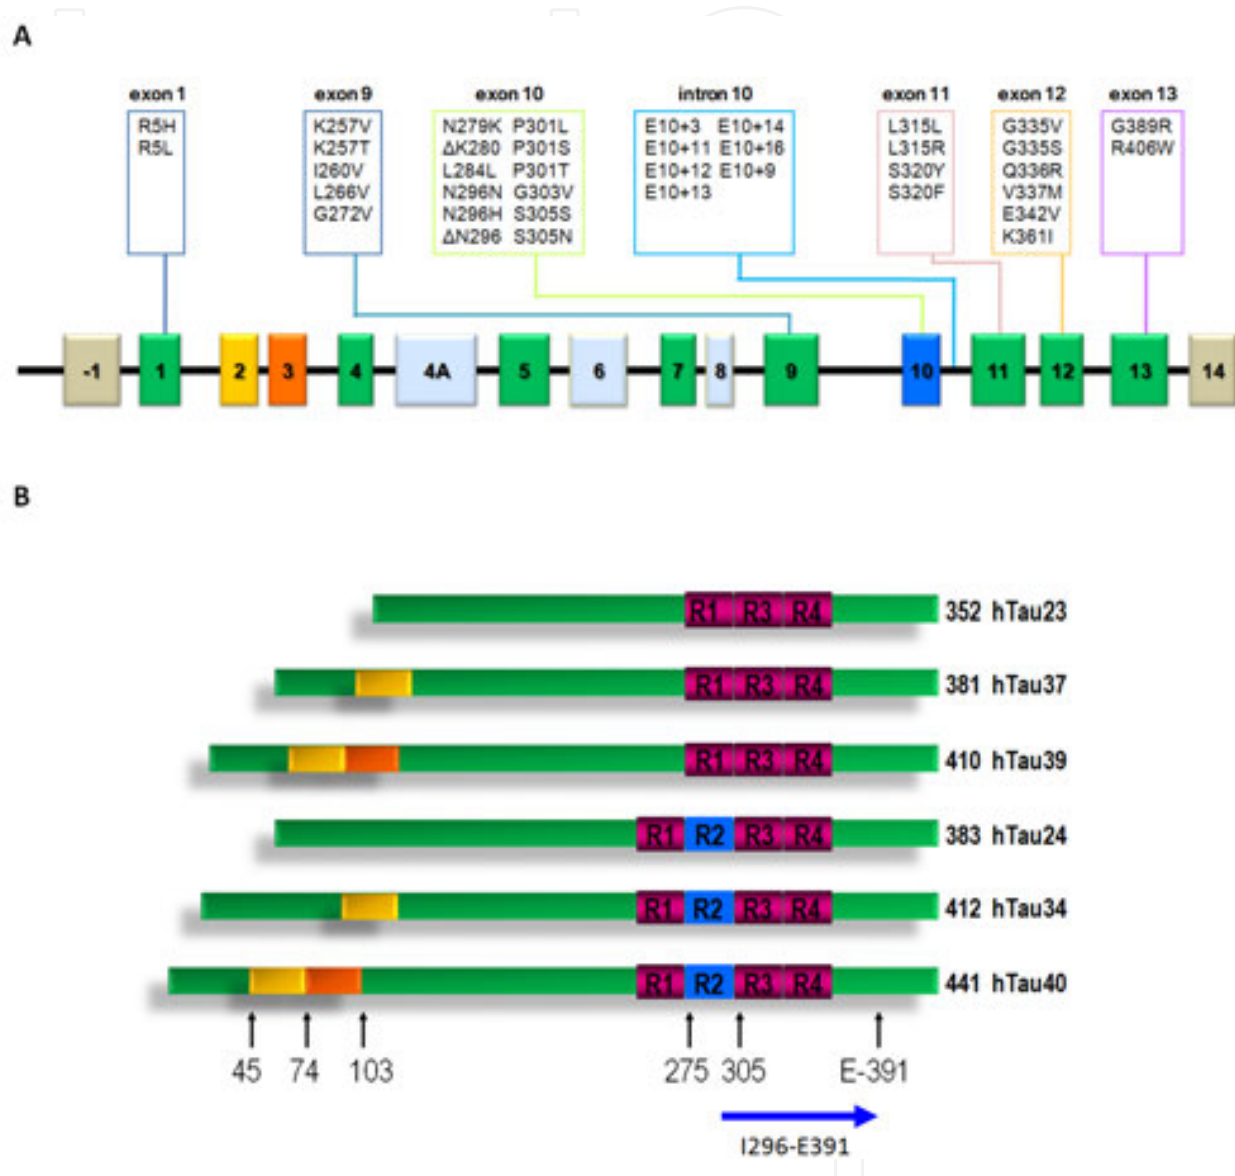 A
exon 1 exon 9 exon 10 intron 10 exon 11 exon 12 exon 13
R5H
R5L
K257V
K257T
I260V
L266V
G272V
N279K P301L
ΔK280 P301S
L284L P301T
N296N G303V
N296H S305S
ΔN296 S305N
E10+3 E10+14
E10+11 E10+16
E10+12 E10+9
E10+13
L315L
L315R
S320Y
S320F
G335V
G335S
Q336R
V337M
E342V
K361I
G389R
R406W
-1 1 2 3 4 4A 5 6 7 8 9 10 11 12 13 14
B
R1 R3 R4 352 hTau23
R1 R3 R4 381 hTau37
R1 R3 R4 410 hTau39
R1 R2 R3 R4 383 hTau24
R1 R2 R3 R4 412 hTau34
R1 R2 R3 R4 441 hTau40
45 74 103 275 305 E-391
I296-E391